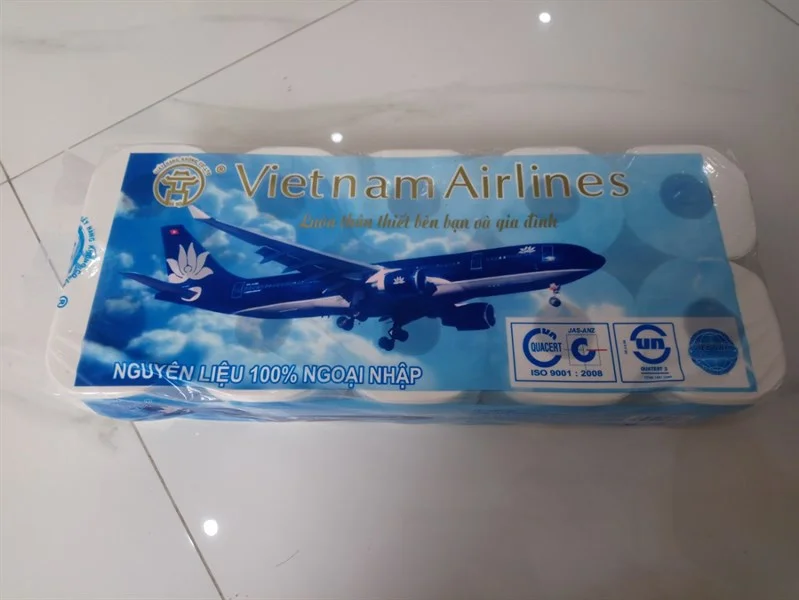 ® Vietnam Airlines
Luôn thân thiết bên bạn và gia đình
NGUYÊN LIỆU 100% NGOẠI NHẬP
QUACERT
JAS-ANZ
ISO 9001 : 2008
QUATEST 3